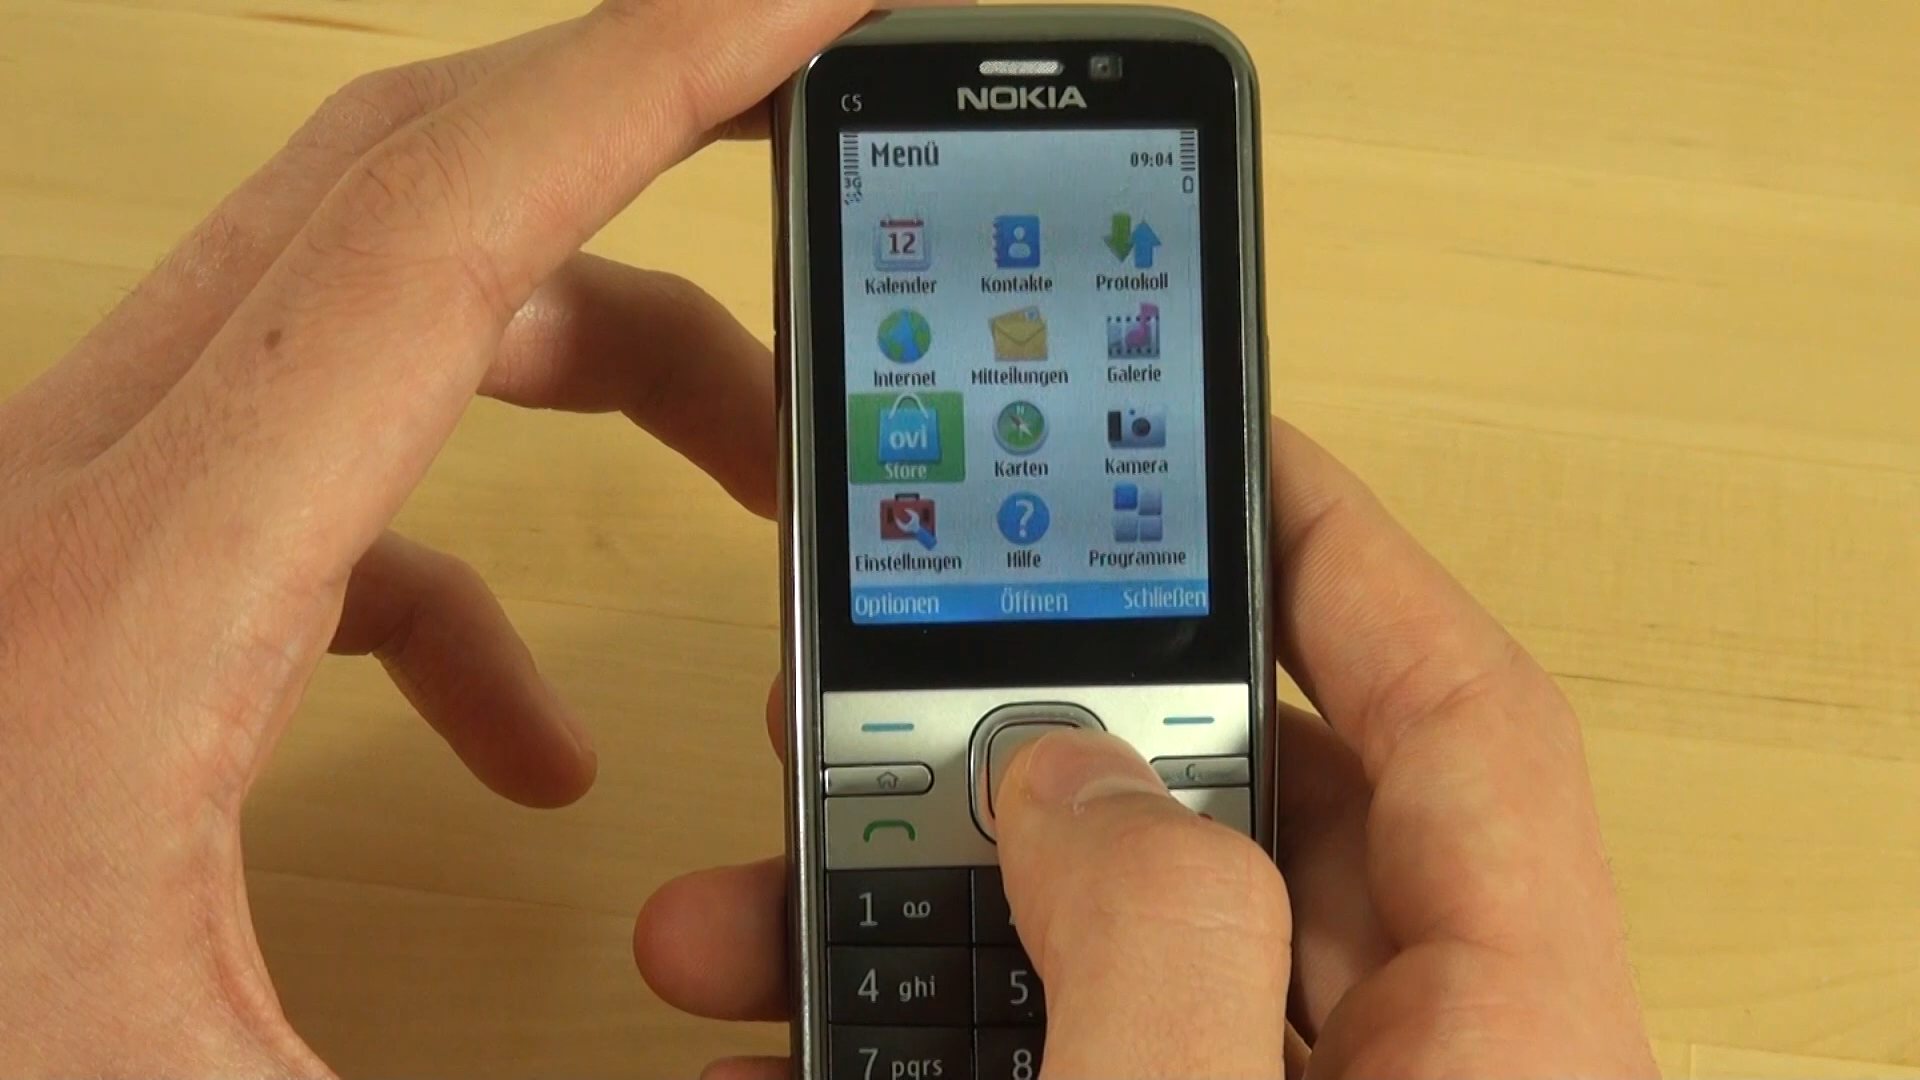 C5
NOKIA
Menü
09:04
3G
12
Kalender
Kontakte
Protokoll
Internet
Mitteilungen
Galerie
ovi
Store
N
Karten
Kamera
?
Einstellungen
Hilfe
Programme
Optionen
Öffnen
Schließen
C
1
4 ghi
5
7 pqrs
8